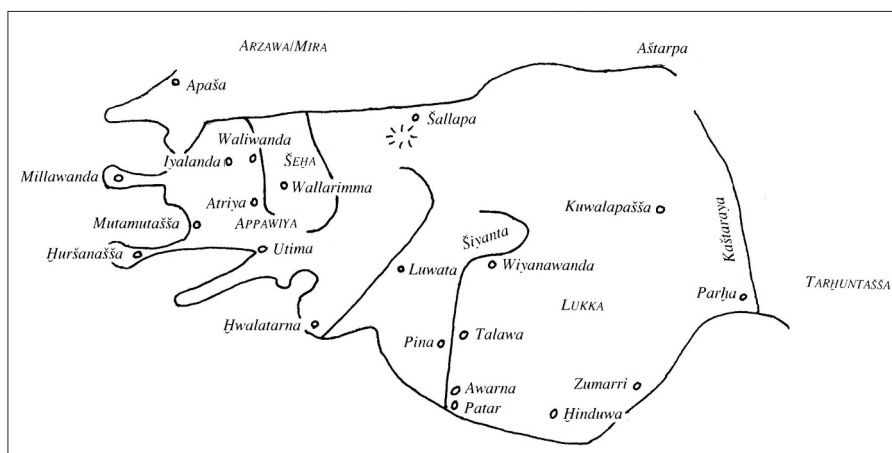 ARZAWA/MIRA
Aštarpa
Apaša
Šallapa
Waliwanda
Iyalanda
ŠEḪA
Millawanda
Wallarimma
Atriya
Kuwalapašša
Mutamutašša
APPAWIYA
Šiyanta
Kaštaraya
Ḫuršanašša
Utima
Luwata
Wiyanawanda
TARḪUNTAŠŠA
Parḫa
LUKKA
Ḫwalatarna
Pina
Talawa
Awarna
Zumarri
Patar
Ḫinduwa